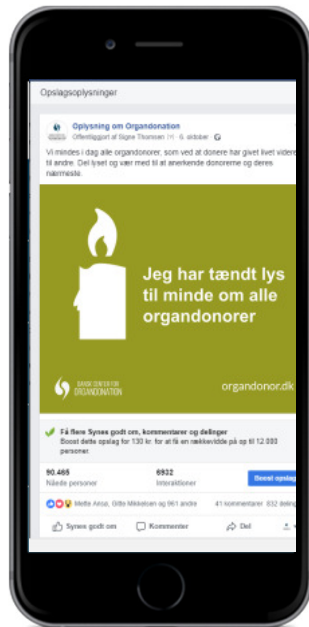 Opslagsoplysninger
Oplysning om Organdonation
Offentliggjort af Signe Thomsen [?] · 6. oktober ·
Vi mindes i dag alle organdonorer, som ved at donere har givet livet videre
til andre. Del lyset og vær med til at anerkende donorerne og deres
nærmeste.
Jeg har tændt lys
til minde om alle
organdonorer
DANSK CENTER FOR
ORGANDONATION
organdonor.dk
Få flere Synes godt om, kommentarer og delinger
Boost dette opslag for 130 kr. for at få en rækkevidde på op til 12.000
personer.
90.465
6932
Nåede personer
Interaktioner
Boost opslag
Mette Ansa, Gitte Mikkelsen og 961 andre
41 kommentarer 832 deling
Synes godt om
Kommenter
Del